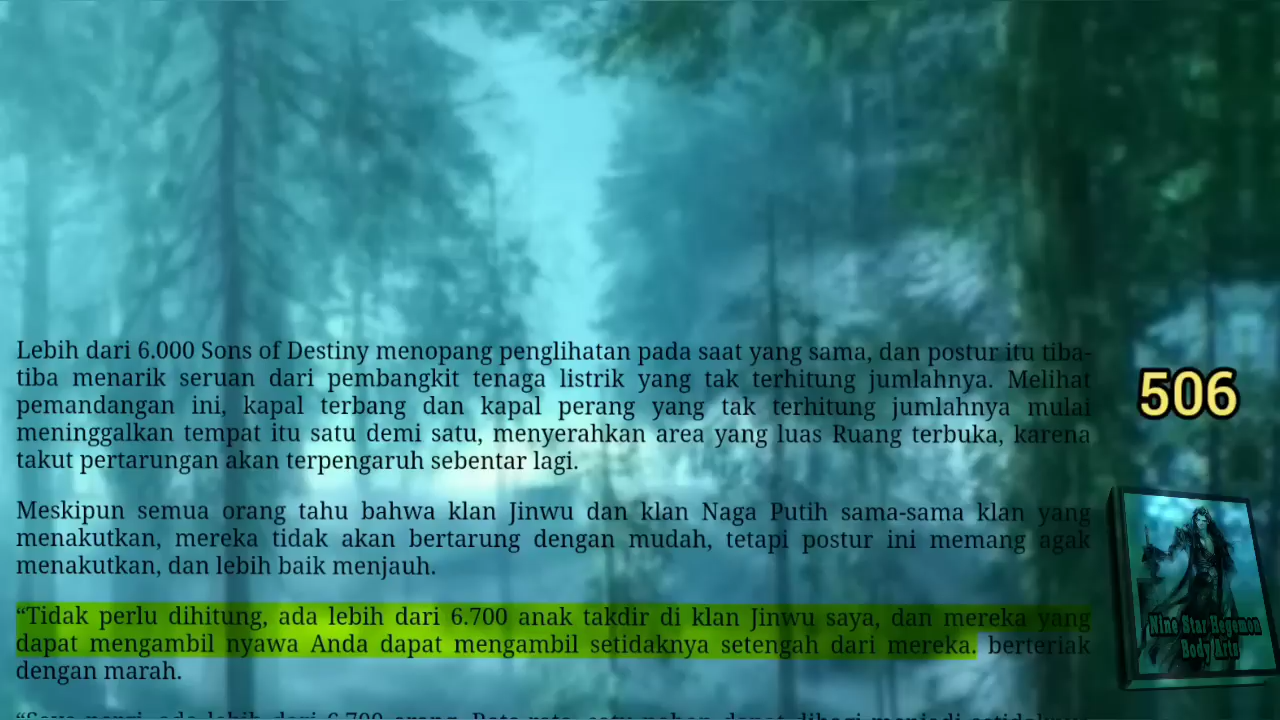 Lebih dari 6.000 Sons of Destiny menopang penglihatan pada saat yang sama, dan postur itu tiba-
tiba menarik seruan dari pembangkit tenaga listrik yang tak terhitung jumlahnya. Melihat
pemandangan ini, kapal terbang dan kapal perang yang tak terhitung jumlahnya mulai
meninggalkan tempat itu satu demi satu, menyerahkan area yang luas Ruang terbuka, karena
takut pertarungan akan terpengaruh sebentar lagi.
506
Meskipun semua orang tahu bahwa klan Jinwu dan klan Naga Putih sama-sama klan yang
menakutkan, mereka tidak akan bertarung dengan mudah, tetapi postur ini memang agak
menakutkan, dan lebih baik menjauh.
“Tidak perlu dihitung, ada lebih dari 6.700 anak takdir di klan Jinwu saya, dan mereka yang
dapat mengambil nyawa Anda dapat mengambil setidaknya setengah dari mereka. berteriak
dengan marah.
Nine Star Hegemon
Body Arts